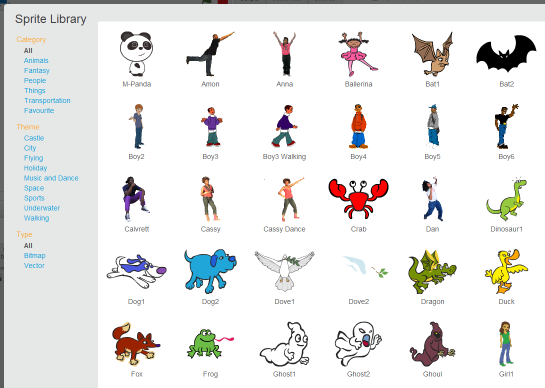 Sprite Library
Category
All
Animals
Fantasy
People
Things
Transportation
Favourite
Theme
Castle
City
Flying
Holiday
Music and Dance
Space
Sports
Underwater
Walking
Type
All
Bitmap
Vector
M-Panda Amon Anna Ballerina Bat1 Bat2
Boy2 Boy3 Boy3 Walking Boy4 Boy5 Boy6
Calvrett Cassy Cassy Dance Crab Dan Dinosaur1
Dog1 Dog2 Dove1 Dove2 Dragon Duck
Fox Frog Ghost1 Ghost2 Ghoul Girl1